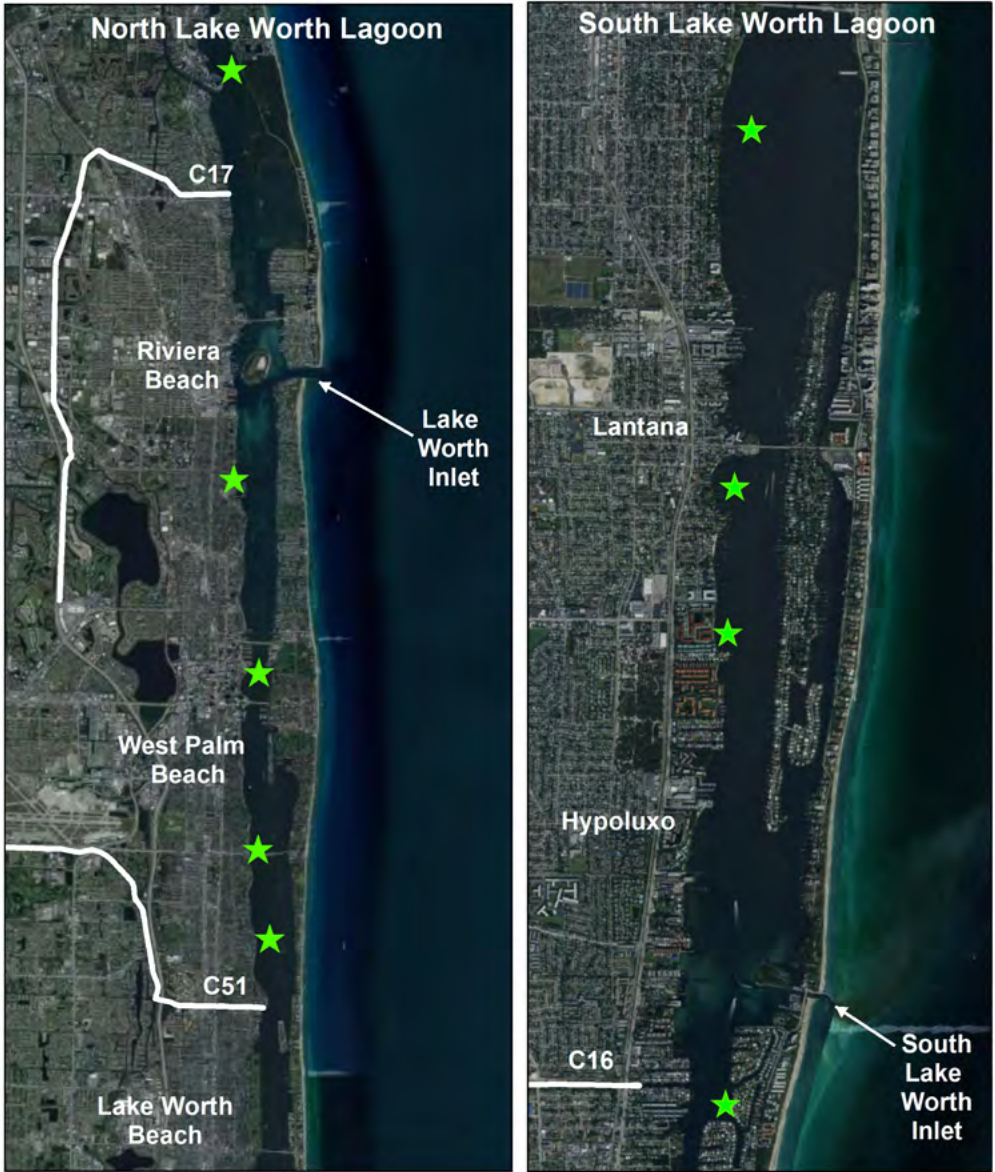 North Lake Worth Lagoon
C17
Riviera
Beach
Lake
Worth
Inlet
West Palm
Beach
C51
Lake Worth
Beach
South Lake Worth Lagoon
Lantana
Hypoluxo
C16
South
Lake
Worth
Inlet